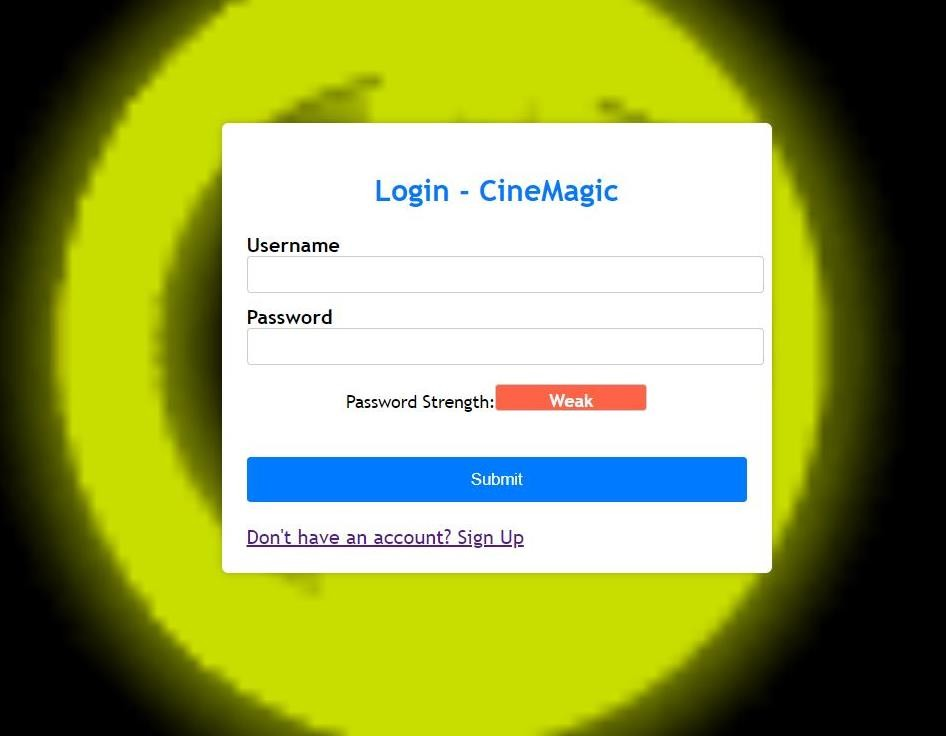 Login - CineMagic
Username
Password
Password Strength: Weak
Submit
Don't have an account? Sign Up